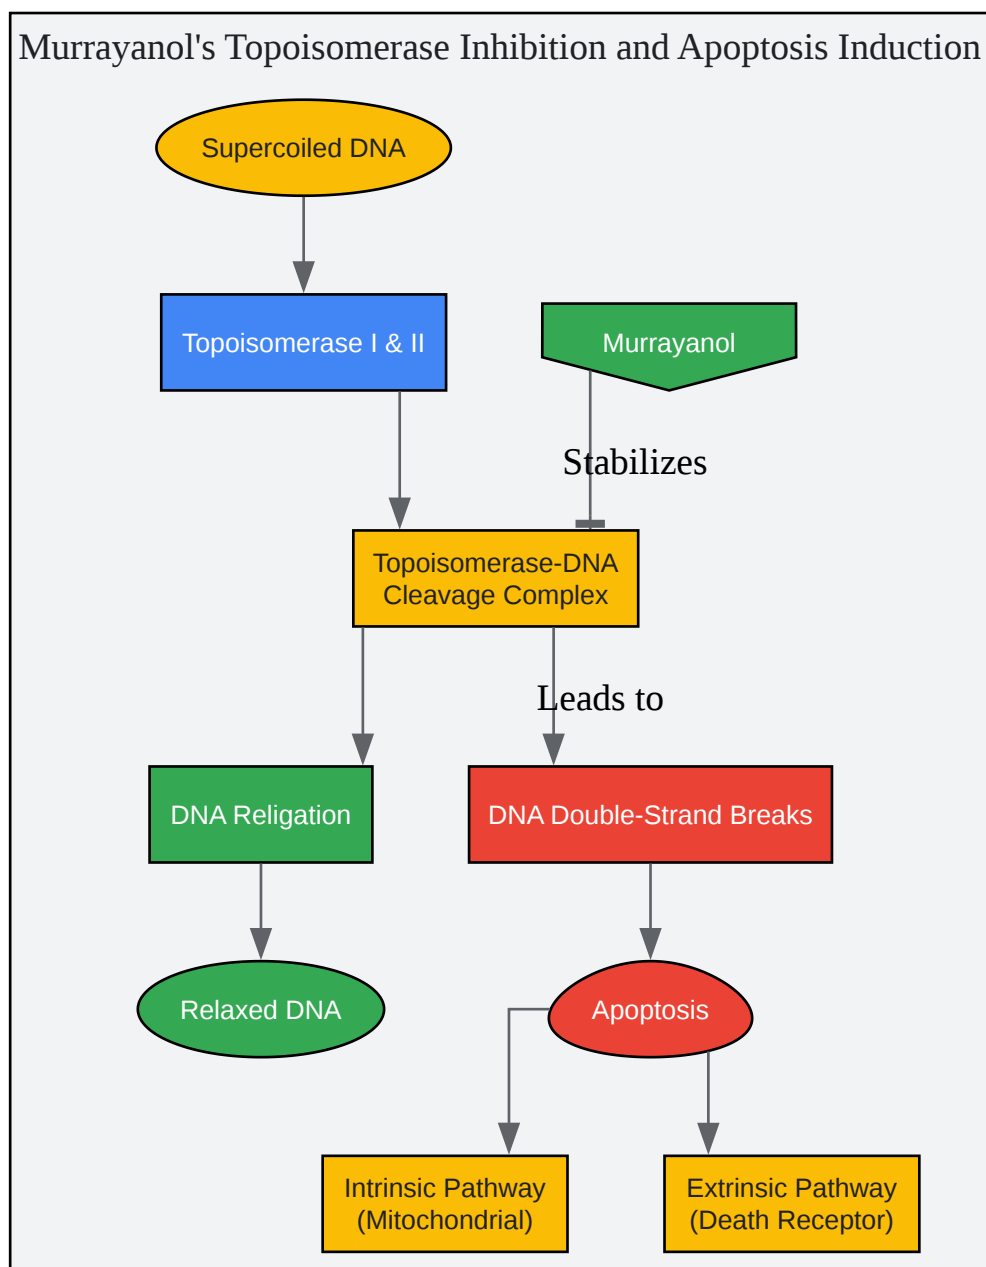 Murrayanol's Topoisomerase Inhibition and Apoptosis Induction
Supercoiled DNA
Topoisomerase I & II
Murrayanol
Stabilizes
Topoisomerase-DNA
Cleavage Complex
Leads to
DNA Religation
DNA Double-Strand Breaks
Relaxed DNA
Apoptosis
Intrinsic Pathway
(Mitochondrial)
Extrinsic Pathway
(Death Receptor)